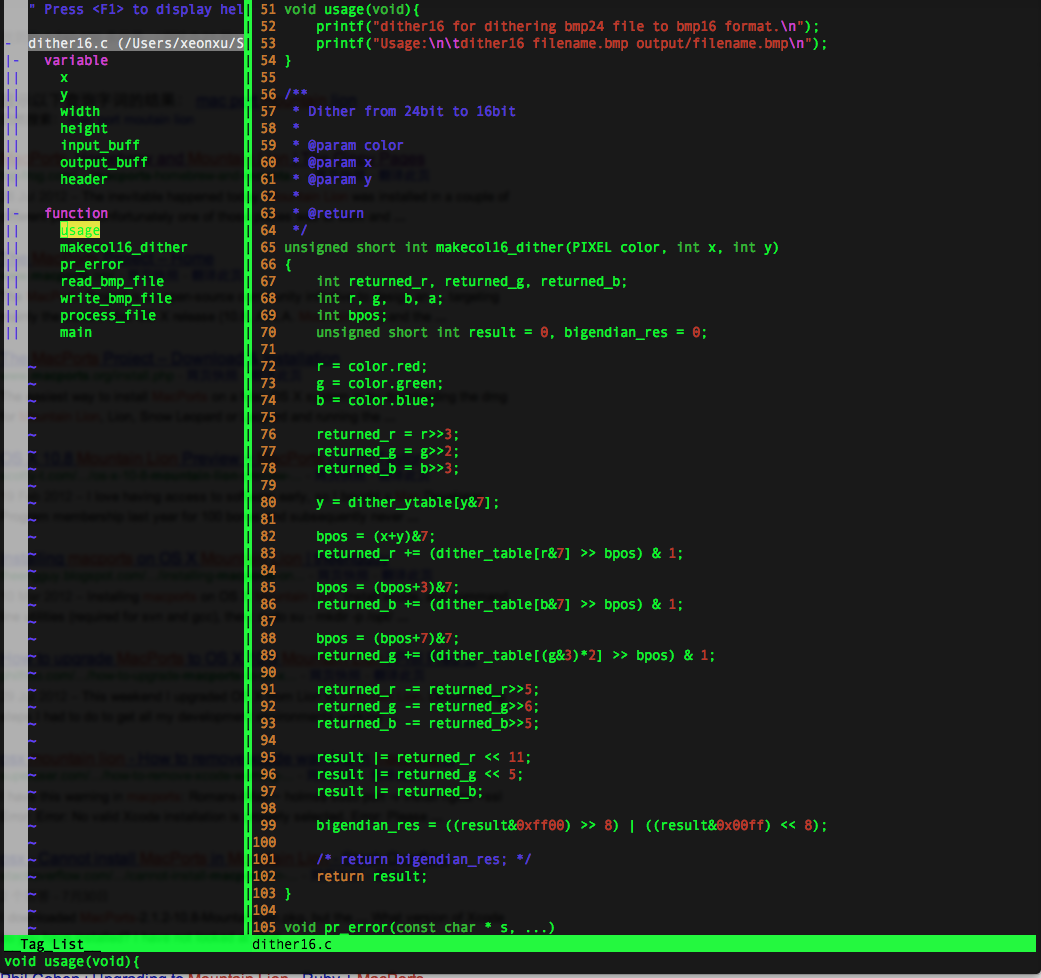 " Press <F1> to display hel
dither16.c (/Users/xeonxu/S
variable
x
y
width
height
input_buff
output_buff
header
function
usage
makecol16_dither
pr_error
read_bmp_file
write_bmp_file
process_file
main
51 void usage(void){
52     printf("dither16 for dithering bmp24 file to bmp16 format.\n");
53     printf("Usage:\n\tdither16 filename.bmp output/filename.bmp\n");
54 }
55
56 /**
57  * Dither from 24bit to 16bit
58  *
59  * @param color
60  * @param x
61  * @param y
62  *
63  * @return
64  */
65 unsigned short int makecol16_dither(PIXEL color, int x, int y)
66 {
67     int returned_r, returned_g, returned_b;
68     int r, g, b, a;
69     int bpos;
70     unsigned short int result = 0, bigendian_res = 0;
71
72     r = color.red;
73     g = color.green;
74     b = color.blue;
75
76     returned_r = r>>3;
77     returned_g = g>>2;
78     returned_b = b>>3;
79
80     y = dither_ytable[y&7];
81
82     bpos = (x+y)&7;
83     returned_r += (dither_table[r&7] >> bpos) & 1;
84
85     bpos = (bpos+3)&7;
86     returned_b += (dither_table[b&7] >> bpos) & 1;
87
88     bpos = (bpos+7)&7;
89     returned_g += (dither_table[(g&3)*2] >> bpos) & 1;
90
91     returned_r -= returned_r>>5;
92     returned_g -= returned_g>>6;
93     returned_b -= returned_b>>5;
94
95     result |= returned_r << 11;
96     result |= returned_g << 5;
97     result |= returned_b;
98
99     bigendian_res = ((result&0xff00) >> 8) | ((result&0x00ff) << 8);
100
101     /* return bigendian_res; */
102     return result;
103 }
104
105 void pr_error(const char * s, ...)
__Tag_List__ dither16.c
void usage(void){